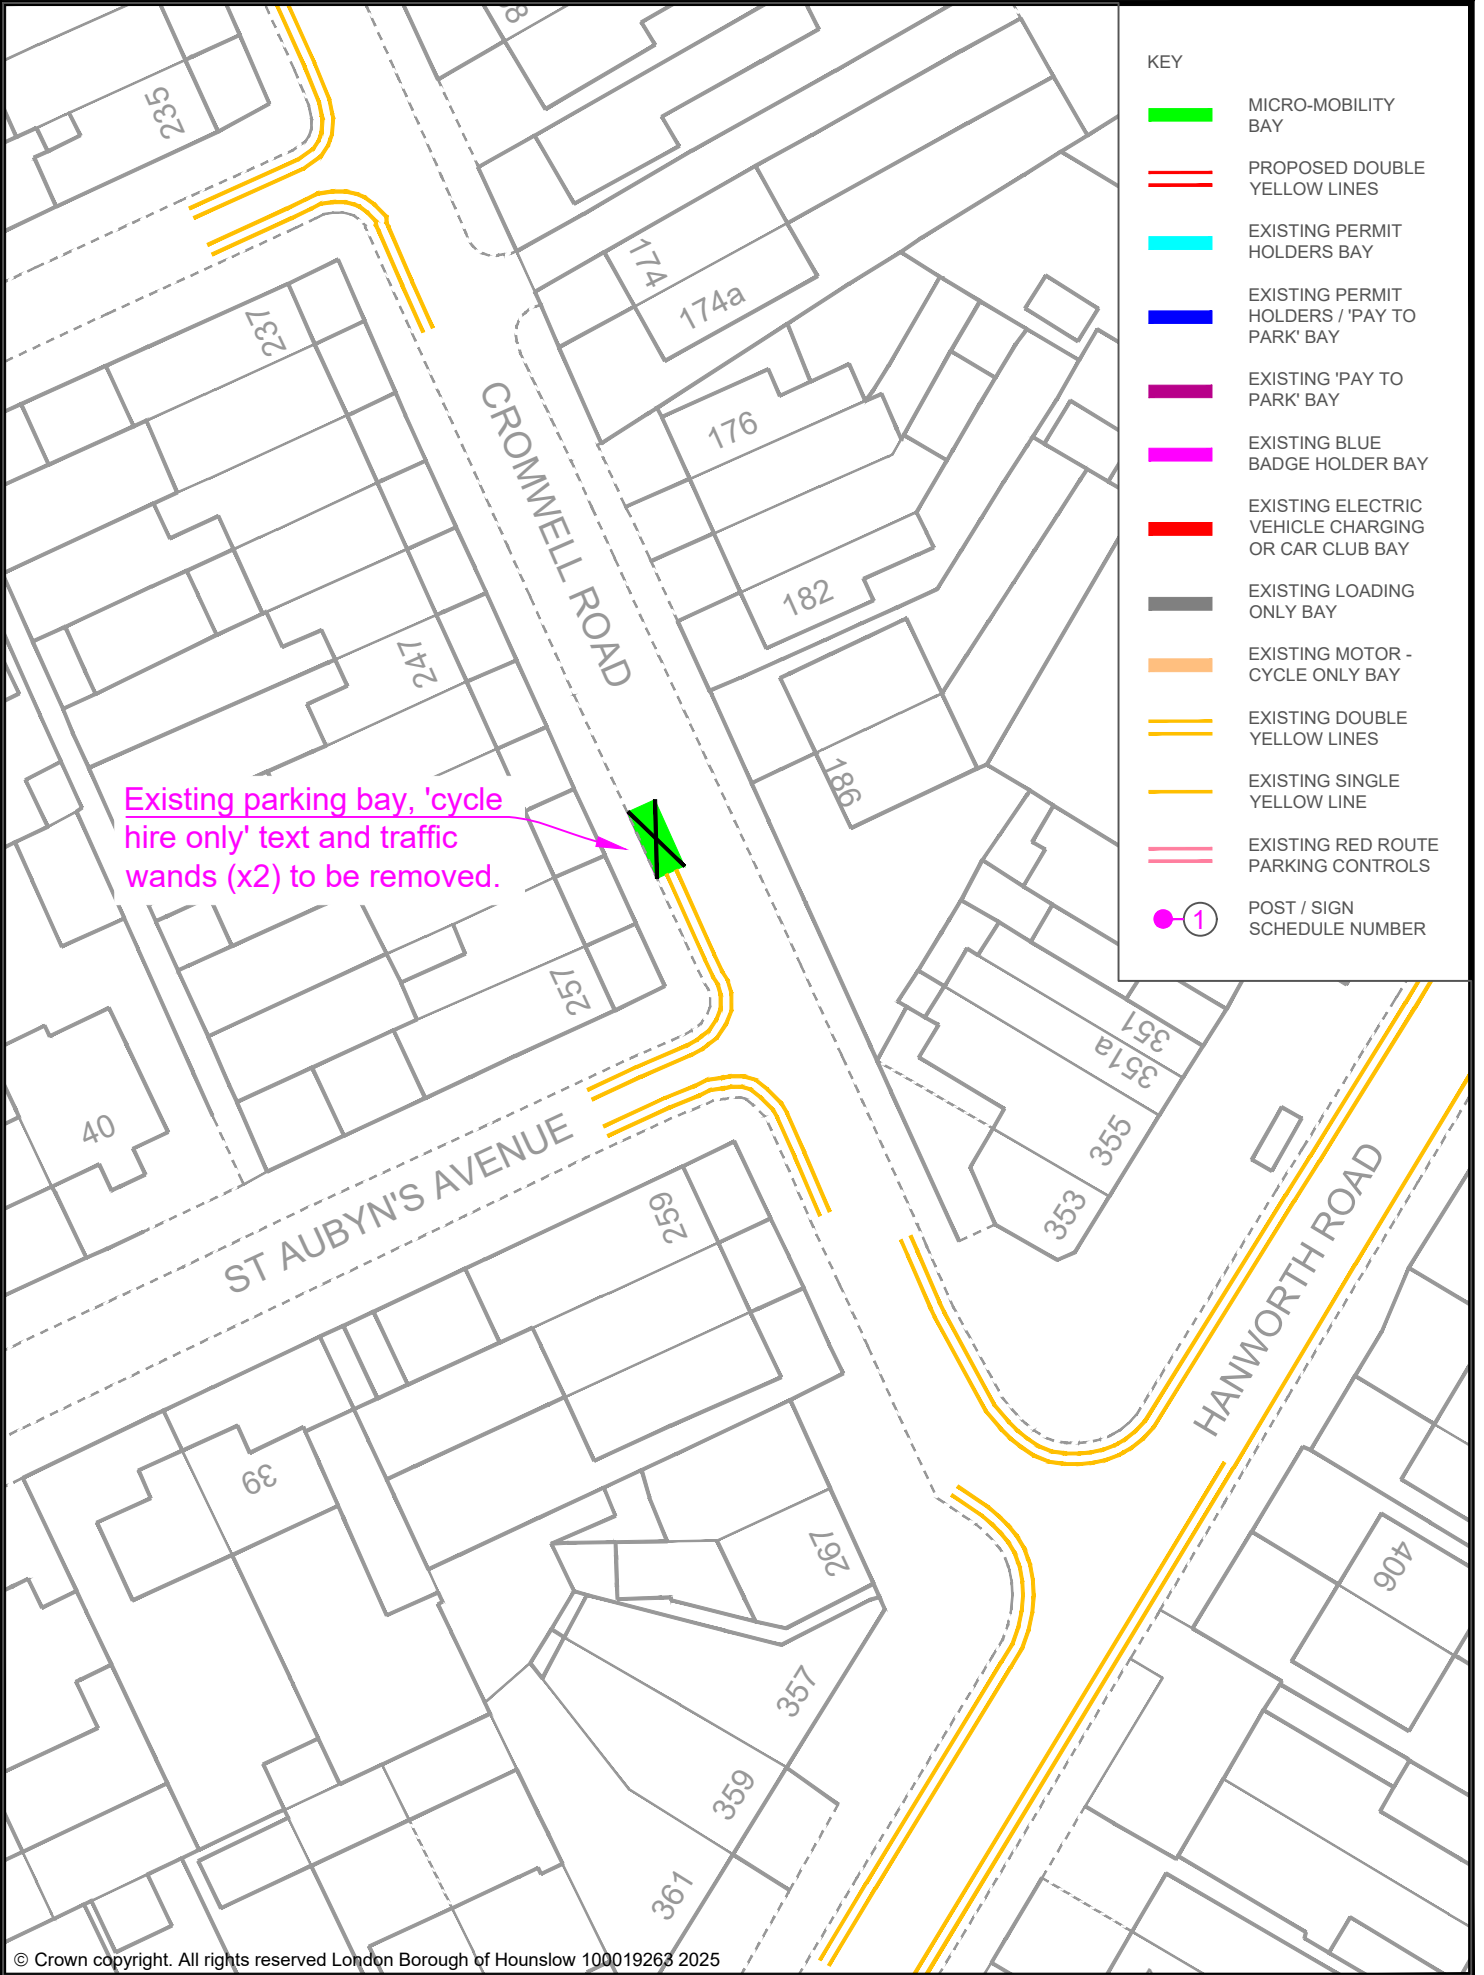 KEY
MICRO-MOBILITY
BAY
PROPOSED DOUBLE
YELLOW LINES
EXISTING PERMIT
HOLDERS BAY
EXISTING PERMIT
HOLDERS / 'PAY TO
PARK' BAY
EXISTING 'PAY TO
PARK' BAY
EXISTING BLUE
BADGE HOLDER BAY
EXISTING ELECTRIC
VEHICLE CHARGING
OR CAR CLUB BAY
EXISTING LOADING
ONLY BAY
EXISTING MOTOR -
CYCLE ONLY BAY
EXISTING DOUBLE
YELLOW LINES
EXISTING SINGLE
YELLOW LINE
EXISTING RED ROUTE
PARKING CONTROLS
1
POST / SIGN
SCHEDULE NUMBER
235
174
174a
237
CROMWELL ROAD
176
182
247
186
Existing parking bay, 'cycle
hire only' text and traffic
wands (x2) to be removed.
257
351
351a
355
353
40
ST AUBYN'S AVENUE
259
HANWORTH ROAD
39
267
406
357
359
361
© Crown copyright. All rights reserved London Borough of Hounslow 100019263 2025